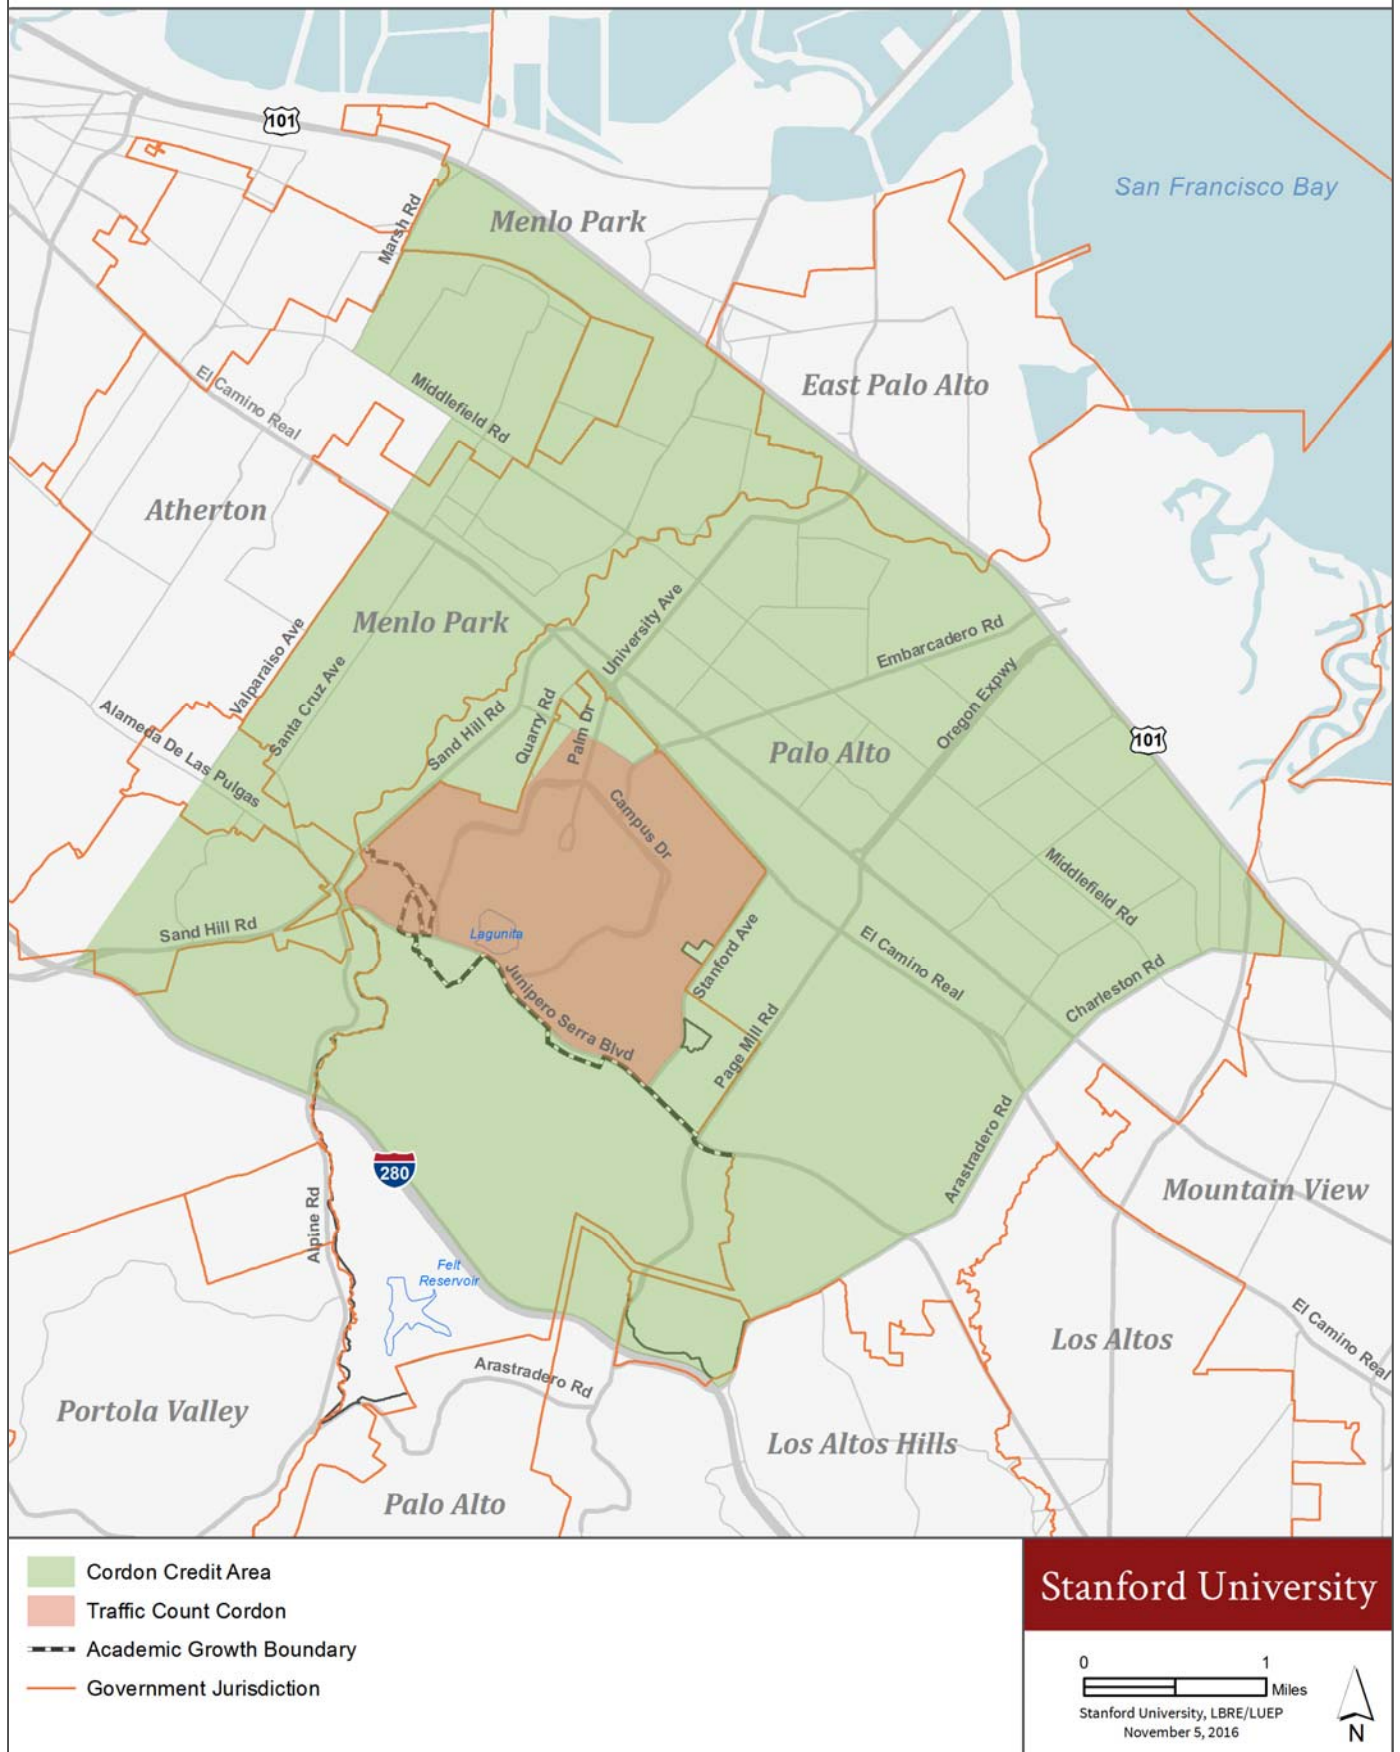 101
San Francisco Bay
Marsh Rd
Menlo Park
East Palo Alto
El Camino Real
Middlefield Rd
Atherton
Menlo Park
University Ave
Embarcadero Rd
Valparaiso Ave
Santa Cruz Ave
Oregon Expwy
Alameda De Las Pulgas
Sand Hill Rd
Quarry Rd
Palm Dr
Palo Alto
101
Campus Dr
Middlefield Rd
Sand Hill Rd
Lagunita
Stanford Ave
El Camino Real
Charleston Rd
Junipero Serra Blvd
Page Mill Rd
Arastradero Rd
280
Mountain View
Alpine Rd
Felt
Reservoir
El Camino Real
Los Altos
Arastradero Rd
Portola Valley
Los Altos Hills
Palo Alto
Cordon Credit Area
Traffic Count Cordon
Academic Growth Boundary
Government Jurisdiction
Stanford University
0 1
Miles
Stanford University, LBRE/LUEP
November 5, 2016
N